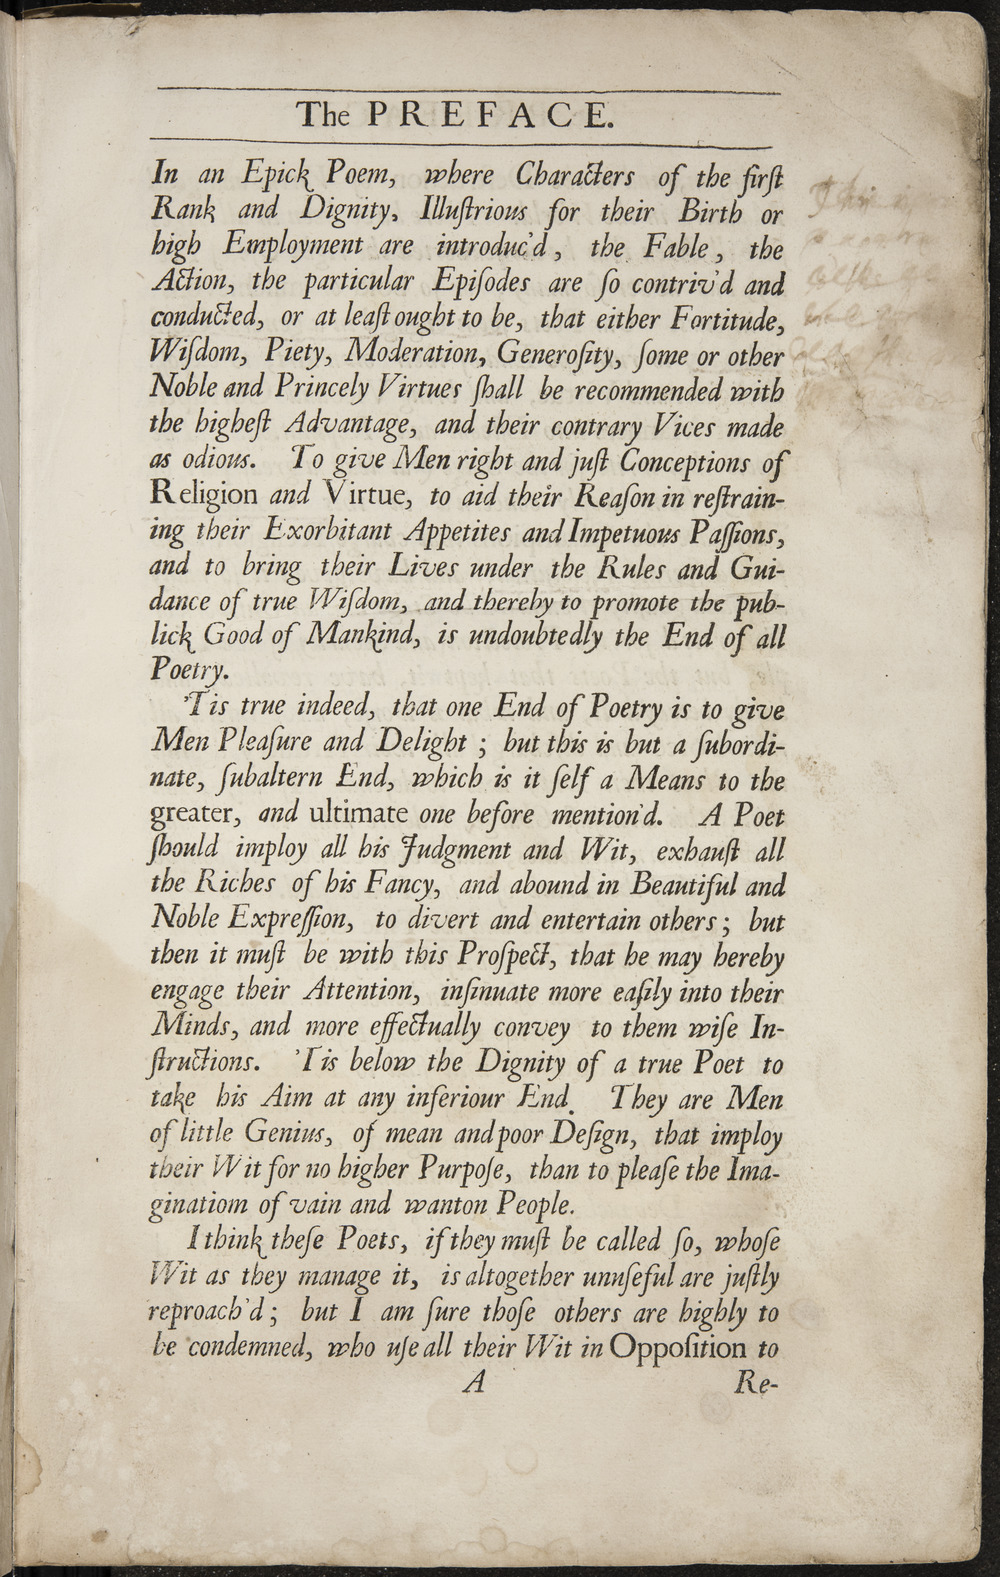 The PREFACE.
In an Epick Poem, where Characters of the firſt
Rank and Dignity, Illuſtrious for their Birth or
high Employment are introduc'd, the Fable, the
Action, the particular Epiſodes are ſo contriv'd and
conducted, or at leaſt ought to be, that either Fortitude,
Wiſdom, Piety, Moderation, Generoſity, ſome or other
Noble and Princely Virtues ſhall be recommended with
the higheſt Advantage, and their contrary Vices made
as odious. To give Men right and juſt Conceptions of
Religion and Virtue, to aid their Reaſon in reſtrain-
ing their Exorbitant Appetites and Impetuous Paſſions,
and to bring their Lives under the Rules and Gui-
dance of true Wiſdom, and thereby to promote the pub-
lick Good of Mankind, is undoubtedly the End of all
Poetry.
'Tis true indeed, that one End of Poetry is to give
Men Pleaſure and Delight ; but this is but a ſubordi-
nate, ſubaltern End, which is it ſelf a Means to the
greater, and ultimate one before mention'd. A Poet
ſhould imploy all his Judgment and Wit, exhauſt all
the Riches of his Fancy, and abound in Beautiful and
Noble Expreſſion, to divert and entertain others ; but
then it muſt be with this Proſpect, that he may hereby
engage their Attention, inſinuate more eaſily into their
Minds, and more effectually convey to them wiſe In-
ſtructions. 'Tis below the Dignity of a true Poet to
take his Aim at any inferiour End. They are Men
of little Genius, of mean and poor Deſign, that imploy
their Wit for no higher Purpoſe, than to pleaſe the Ima-
ginatiom of vain and wanton People.
I think theſe Poets, if they muſt be called ſo, whoſe
Wit as they manage it, is altogether unuſeful are juſtly
reproach'd ; but I am ſure thoſe others are highly to
be condemned, who uſe all their Wit in Oppoſition to
A Re-